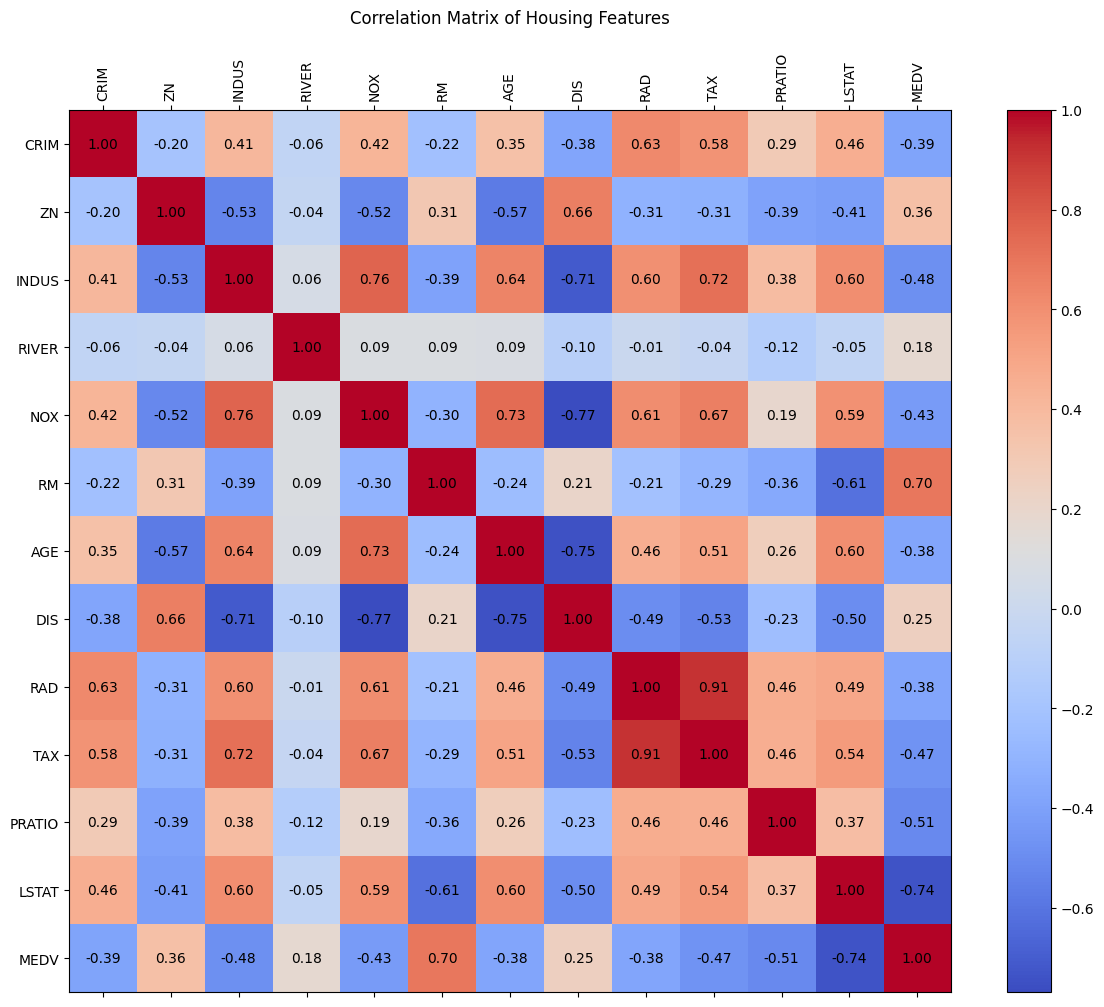 Correlation Matrix of Housing Features
CRIM ZN INDUS RIVER NOX RM AGE DIS RAD TAX PRATIO LSTAT MEDV
CRIM 1.00 -0.20 0.41 -0.06 0.42 -0.22 0.35 -0.38 0.63 0.58 0.29 0.46 -0.39
ZN -0.20 1.00 -0.53 -0.04 -0.52 0.31 -0.57 0.66 -0.31 -0.31 -0.39 -0.41 0.36
INDUS 0.41 -0.53 1.00 0.06 0.76 -0.39 0.64 -0.71 0.60 0.72 0.38 0.60 -0.48
RIVER -0.06 -0.04 0.06 1.00 0.09 0.09 0.09 -0.10 -0.01 -0.04 -0.12 -0.05 0.18
NOX 0.42 -0.52 0.76 0.09 1.00 -0.30 0.73 -0.77 0.61 0.67 0.19 0.59 -0.43
RM -0.22 0.31 -0.39 0.09 -0.30 1.00 -0.24 0.21 -0.21 -0.29 -0.36 -0.61 0.70
AGE 0.35 -0.57 0.64 0.09 0.73 -0.24 1.00 -0.75 0.46 0.51 0.26 0.60 -0.38
DIS -0.38 0.66 -0.71 -0.10 -0.77 0.21 -0.75 1.00 -0.49 -0.53 -0.23 -0.50 0.25
RAD 0.63 -0.31 0.60 -0.01 0.61 -0.21 0.46 -0.49 1.00 0.91 0.46 0.49 -0.38
TAX 0.58 -0.31 0.72 -0.04 0.67 -0.29 0.51 -0.53 0.91 1.00 0.46 0.54 -0.47
PRATIO 0.29 -0.39 0.38 -0.12 0.19 -0.36 0.26 -0.23 0.46 0.46 1.00 0.37 -0.51
LSTAT 0.46 -0.41 0.60 -0.05 0.59 -0.61 0.60 -0.50 0.49 0.54 0.37 1.00 -0.74
MEDV -0.39 0.36 -0.48 0.18 -0.43 0.70 -0.38 0.25 -0.38 -0.47 -0.51 -0.74 1.00
1.0
0.8
0.6
0.4
0.2
0.0
−0.2
−0.4
−0.6